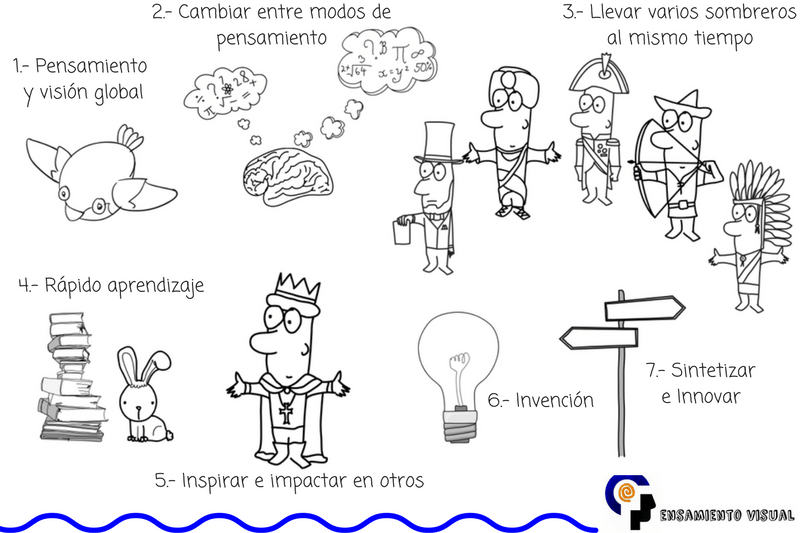 1.- Pensamiento
y visión global
2.- Cambiar entre modos de
pensamiento
3.- Llevar varios sombreros
al mismo tiempo
4.- Rápido aprendizaje
5.- Inspirar e impactar en otros
6.- Invención
7.- Sintetizar
e Innovar
ENSAMIENTO VISUAL